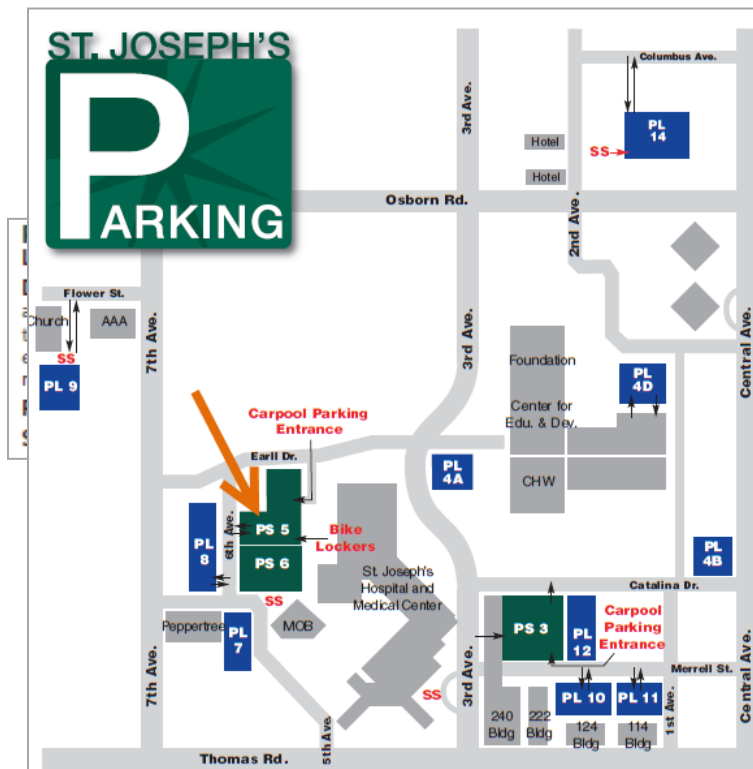 ST. JOSEPH'S
PARKING
Columbus Ave.
3rd Ave.
PL
14
Hotel
SS
Hotel
Osborn Rd.
2nd Ave.
Flower St.
Church
AAA
7th Ave.
3rd Ave.
Central Ave.
SS
PL 9
Foundation
PL
4D
Carpool Parking
Entrance
Center for
Edu. & Dev.
Earll Dr.
PL
4A
CHW
6th Ave.
PS 5
Bike
Lockers
PL
8
PS 6
PL
4B
St. Joseph's
Hospital and
Medical Center
Catalina Dr.
SS
Peppertree
PL
7
MOB
PS 3
PL
12
Carpool
Parking
Entrance
Merrell St.
7th Ave.
5th Ave.
SS
3rd Ave.
PL 10
PL 11
1st Ave.
Central Ave.
240
Bldg
222
Bldg
124
Bldg
114
Bldg
Thomas Rd.